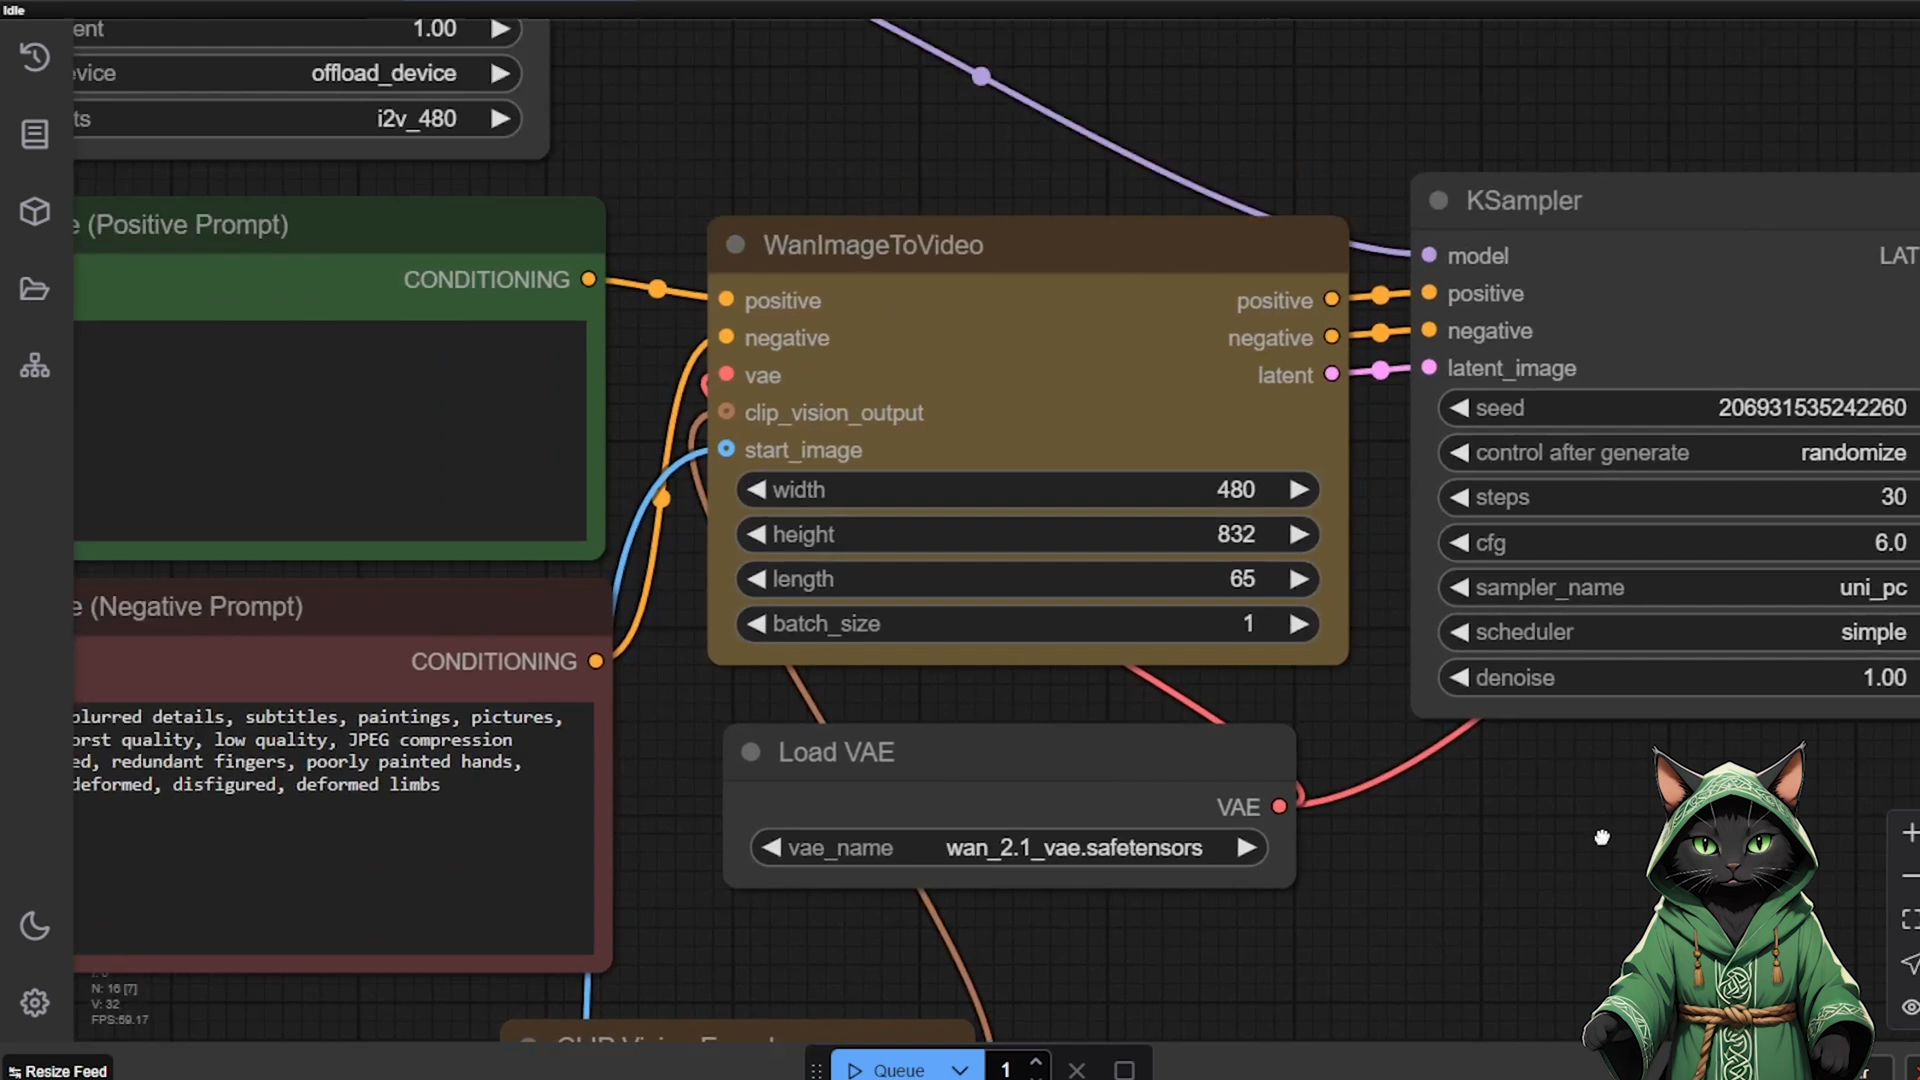 Idle
ent 1.00
evice offload_device
ts i2v_480
e (Positive Prompt)
CONDITIONING
e (Negative Prompt)
CONDITIONING
blurred details, subtitles, paintings, pictures,
orst quality, low quality, JPEG compression
ed, redundant fingers, poorly painted hands,
deformed, disfigured, deformed limbs
WanImageToVideo
positive positive
negative negative
vae latent
clip_vision_output
start_image
width 480
height 832
length 65
batch_size 1
Load VAE
VAE
vae_name wan_2.1_vae.safetensors
KSampler
model LAT
positive
negative
latent_image
seed 206931535242260
control after generate randomize
steps 30
cfg 6.0
sampler_name uni_pc
scheduler simple
denoise 1.00
N: 16 [7]
V: 32
FPS:59.17
Resize Feed
Queue 1